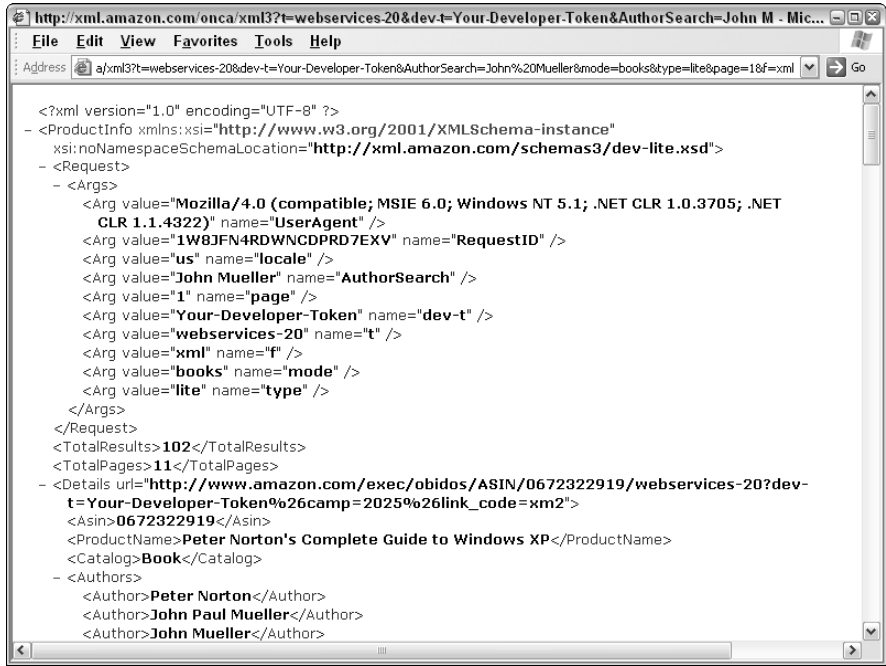 http://xml.amazon.com/onca/xml3?t=webservices-20&dev-t=Your-Developer-Token&AuthorSearch=John M - Mic...
File Edit View Favorites Tools Help
Address a/xml3?t=webservices-20&dev-t=Your-Developer-Token&AuthorSearch=John%20Mueller&mode=books&type=lite&page=1&f=xml Go
<?xml version="1.0" encoding="UTF-8" ?>
- <ProductInfo xmlns:xsi="http://www.w3.org/2001/XMLSchema-instance"
xsi:noNamespaceSchemaLocation="http://xml.amazon.com/schemas3/dev-lite.xsd">
- <Request>
- <Args>
<Arg value="Mozilla/4.0 (compatible; MSIE 6.0; Windows NT 5.1; .NET CLR 1.0.3705; .NET
CLR 1.1.4322)" name="UserAgent" />
<Arg value="1W8JFN4RDWNCDPRD7EXV" name="RequestID" />
<Arg value="us" name="locale" />
<Arg value="John Mueller" name="AuthorSearch" />
<Arg value="1" name="page" />
<Arg value="Your-Developer-Token" name="dev-t" />
<Arg value="webservices-20" name="t" />
<Arg value="xml" name="f" />
<Arg value="books" name="mode" />
<Arg value="lite" name="type" />
</Args>
</Request>
<TotalResults>102</TotalResults>
<TotalPages>11</TotalPages>
- <Details url="http://www.amazon.com/exec/obidos/ASIN/0672322919/webservices-20?dev-
t=Your-Developer-Token%26camp=2025%26link_code=xm2">
<Asin>0672322919</Asin>
<ProductName>Peter Norton's Complete Guide to Windows XP</ProductName>
<Catalog>Book</Catalog>
- <Authors>
<Author>Peter Norton</Author>
<Author>John Paul Mueller</Author>
<Author>John Mueller</Author>